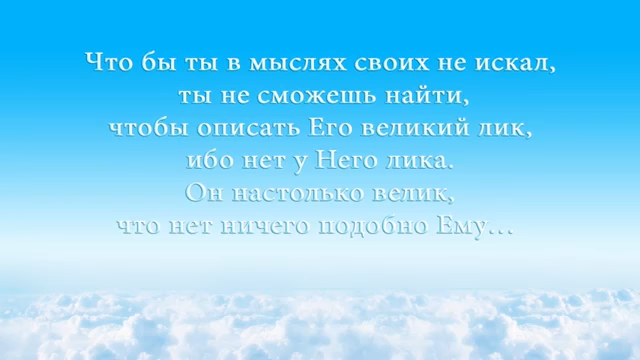 Что бы ты в мыслях своих не искал,
ты не сможешь найти,
чтобы описать Его великий лик,
ибо нет у Него лика.
Он настолько велик,
что нет ничего подобно Ему...